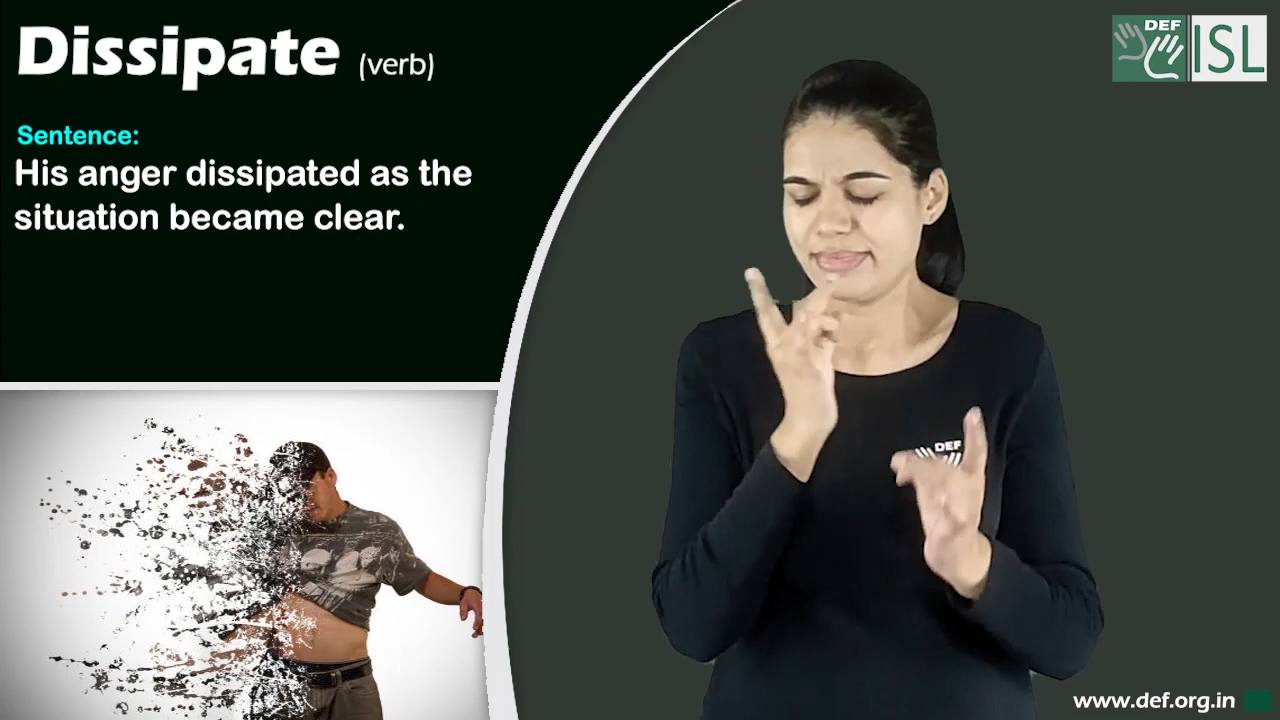 Dissipate (verb)
Sentence:
His anger dissipated as the
situation became clear.
DEF
ISL
DEF
www.def.org.in